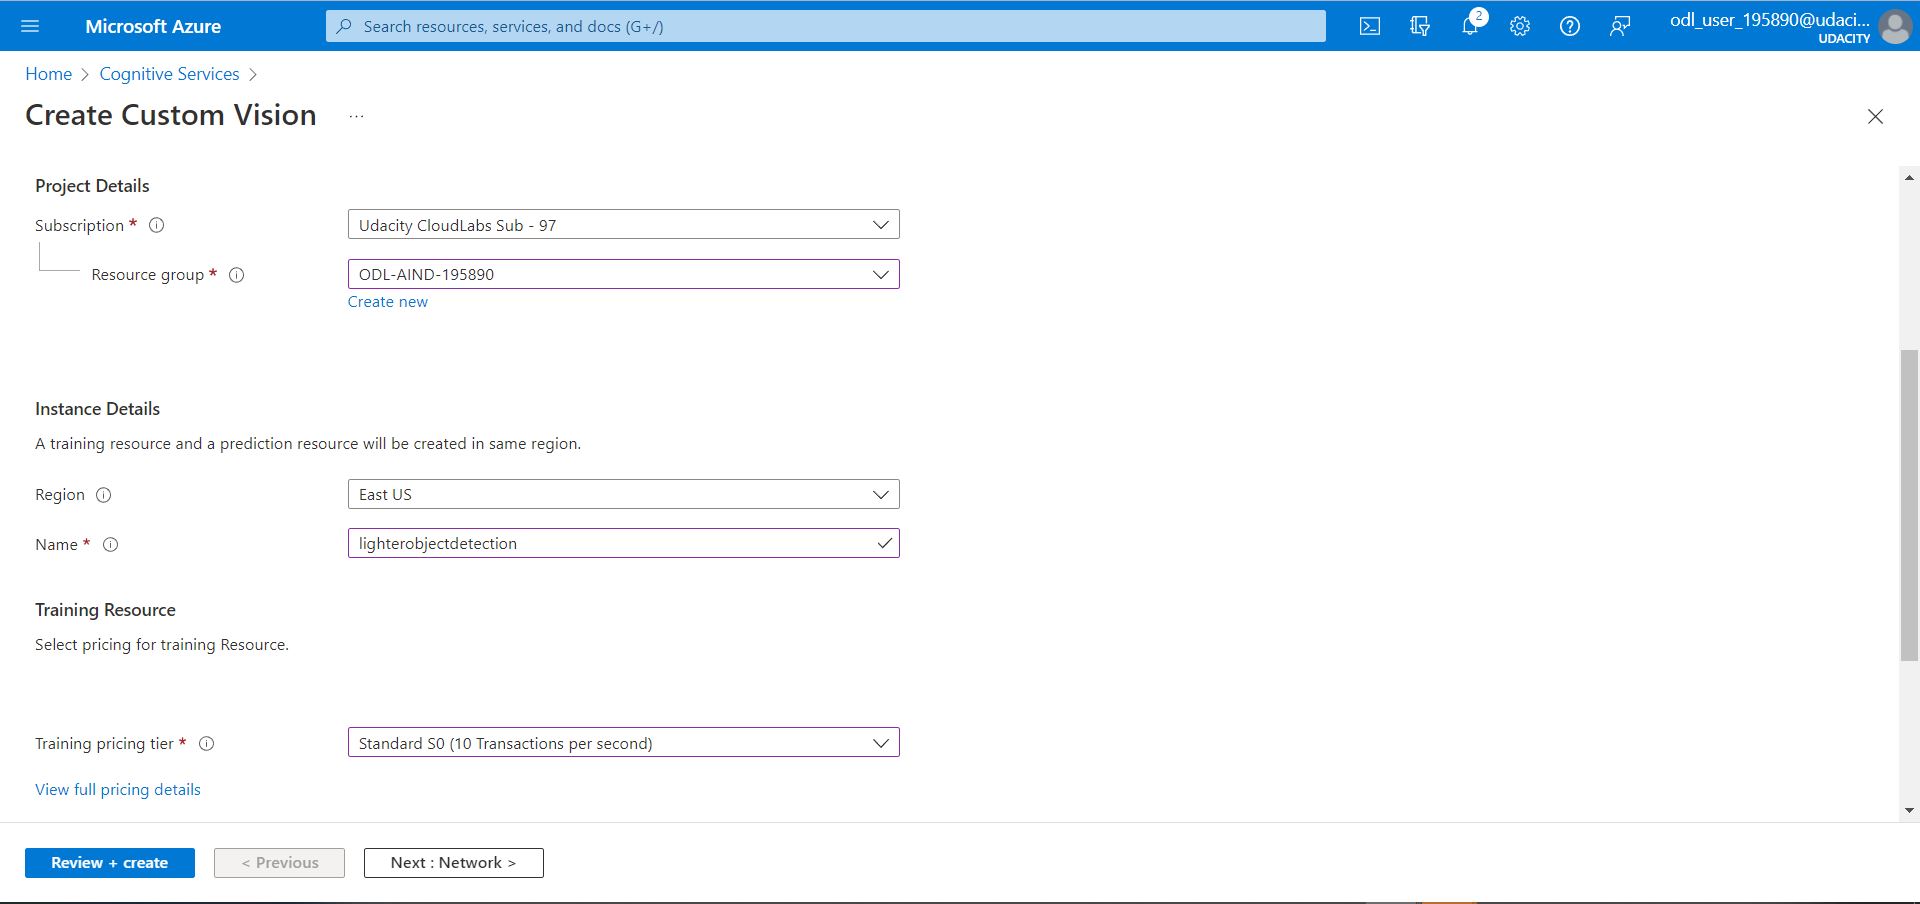 Microsoft Azure
Search resources, services, and docs (G+/)
2
odl_user_195890@udaci...
UDACITY
Home > Cognitive Services >
Create Custom Vision ...
Project Details
Subscription *
Udacity CloudLabs Sub - 97
Resource group *
ODL-AIND-195890
Create new
Instance Details
A training resource and a prediction resource will be created in same region.
Region
East US
Name *
lighterobjectdetection
Training Resource
Select pricing for training Resource.
Training pricing tier *
Standard S0 (10 Transactions per second)
View full pricing details
Review + create
< Previous
Next : Network >